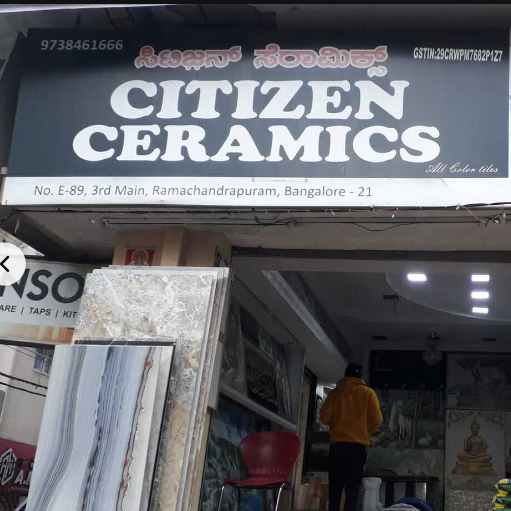 9738461666
ಸಿಟಿಜನ್ ಸೆರಾಮಿಕ್ಸ್
GSTIN:29CRWPM7682P1Z7
CITIZEN
CERAMICS
All Color tiles
No. E-89, 3rd Main, Ramachandrapuram, Bangalore - 21
NSO
ARE | TAPS | KIT